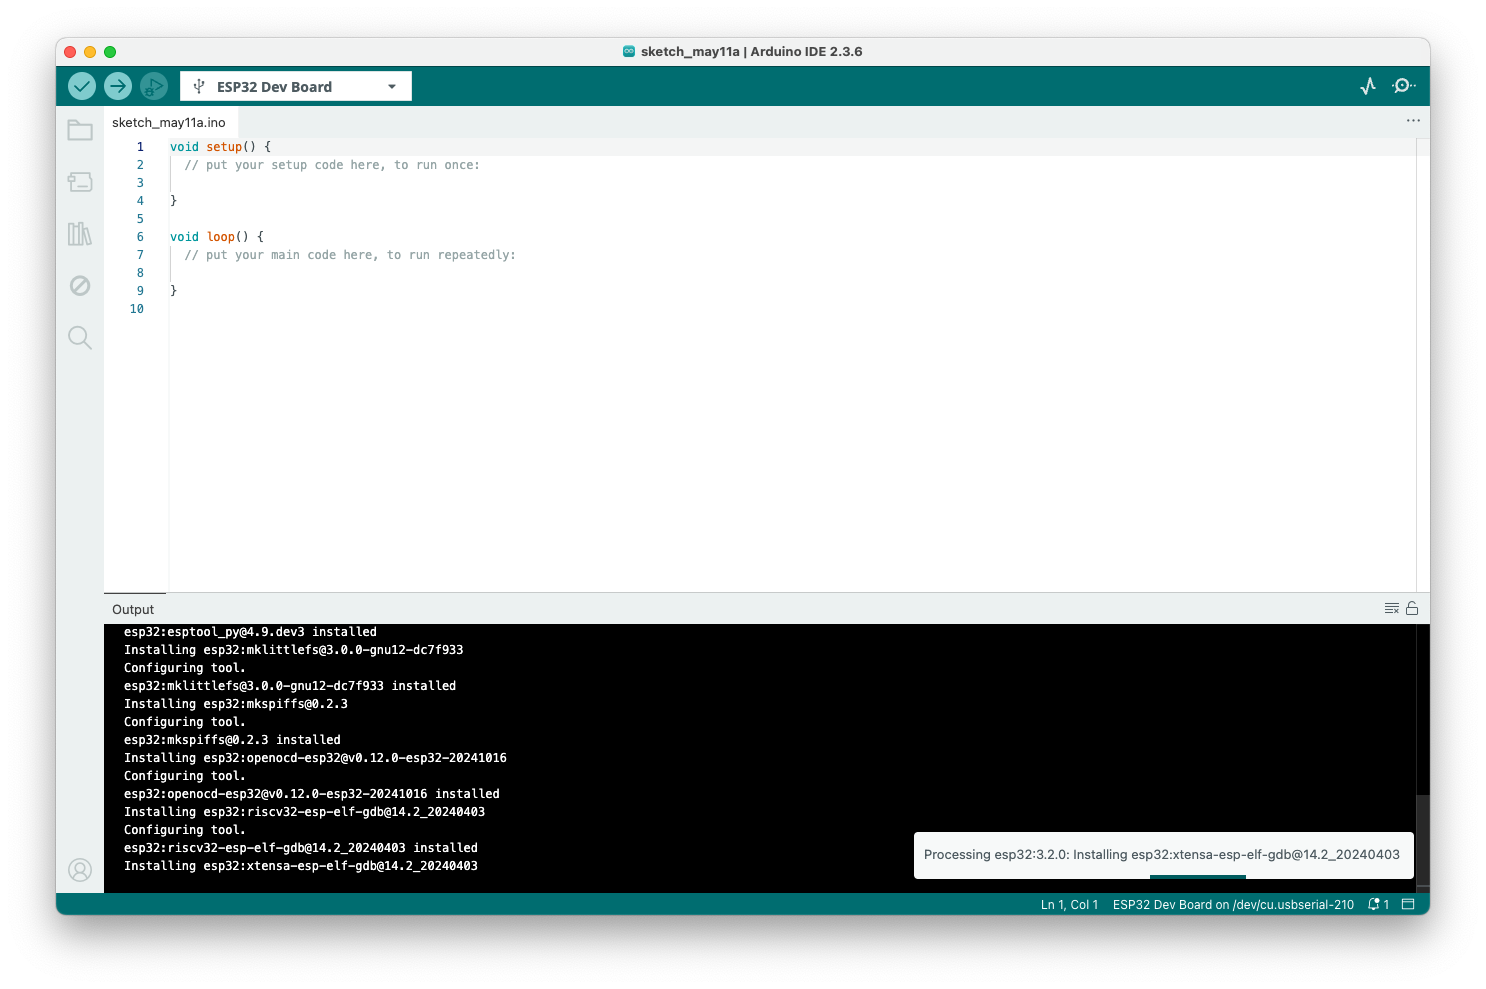 sketch_may11a | Arduino IDE 2.3.6
ESP32 Dev Board
sketch_may11a.ino
1 void setup() {
2 // put your setup code here, to run once:
3
4 }
5
6 void loop() {
7 // put your main code here, to run repeatedly:
8
9 }
10
Output
esp32:esptool_py@4.9.dev3 installed
Installing esp32:mklittlefs@3.0.0-gnu12-dc7f933
Configuring tool.
esp32:mklittlefs@3.0.0-gnu12-dc7f933 installed
Installing esp32:mkspiffs@0.2.3
Configuring tool.
esp32:mkspiffs@0.2.3 installed
Installing esp32:openocd-esp32@v0.12.0-esp32-20241016
Configuring tool.
esp32:openocd-esp32@v0.12.0-esp32-20241016 installed
Installing esp32:riscv32-esp-elf-gdb@14.2_20240403
Configuring tool.
esp32:riscv32-esp-elf-gdb@14.2_20240403 installed
Installing esp32:xtensa-esp-elf-gdb@14.2_20240403
Processing esp32:3.2.0: Installing esp32:xtensa-esp-elf-gdb@14.2_20240403
Ln 1, Col 1 ESP32 Dev Board on /dev/cu.usbserial-210 1